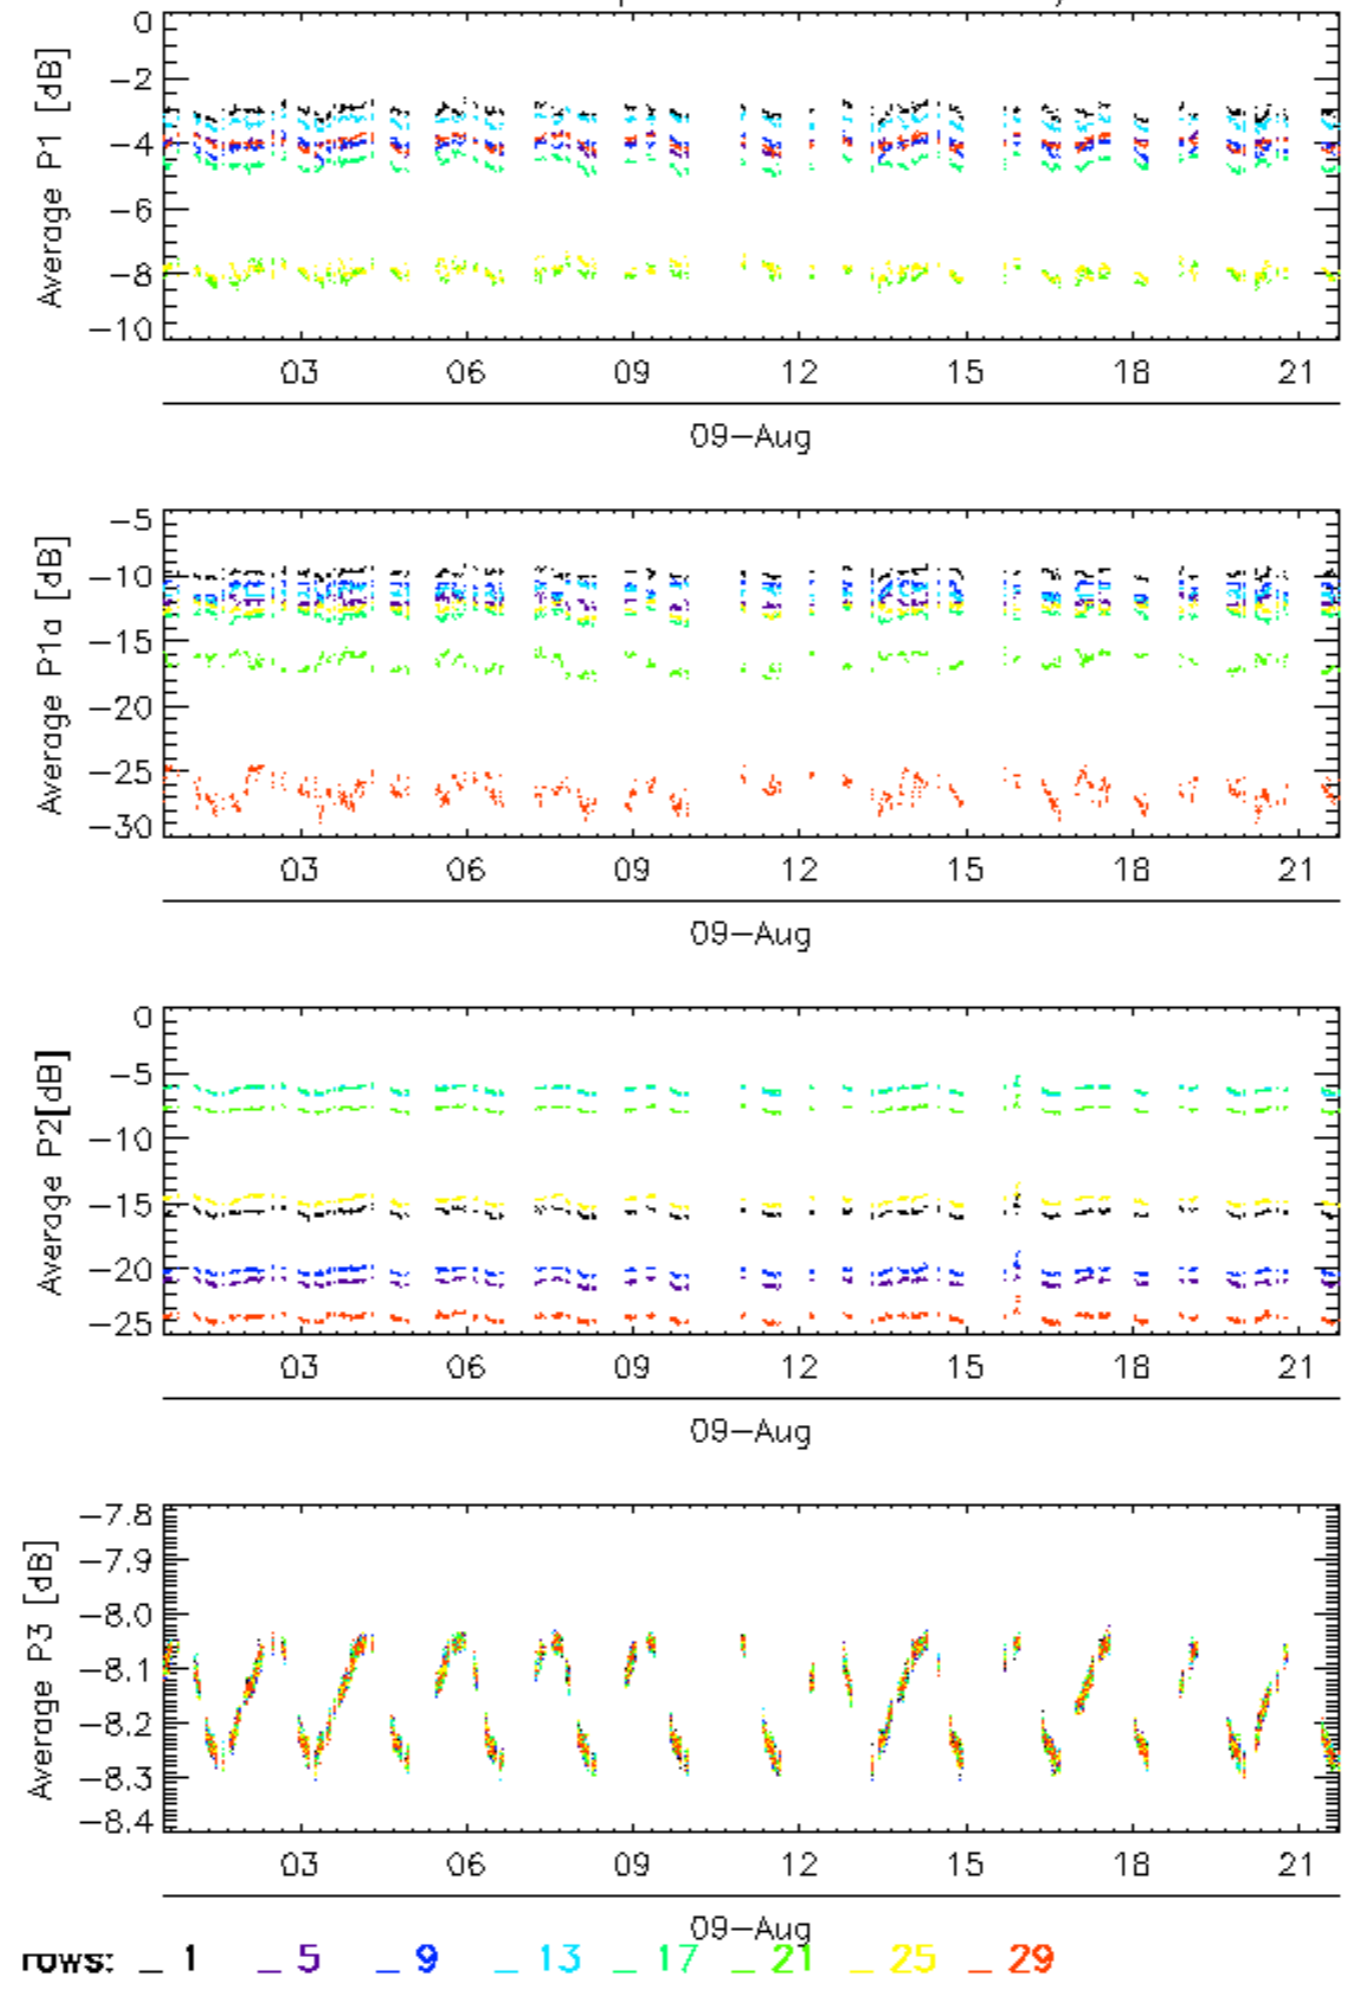 Average P1 [dB]
0
−2
−4
−6
−8
−10
03 06 09 12 15 18 21
09−Aug
Average P1a [dB]
−5
−10
−15
−20
−25
−30
03 06 09 12 15 18 21
09−Aug
Average P2[dB]
0
−5
−10
−15
−20
−25
03 06 09 12 15 18 21
09−Aug
Average P3 [dB]
−7.8
−7.9
−8.0
−8.1
−8.2
−8.3
−8.4
03 06 09 12 15 18 21
09−Aug
rows: _ 1 _ 5 _ 9 _ 13 _ 17 _ 21 _ 25 _ 29